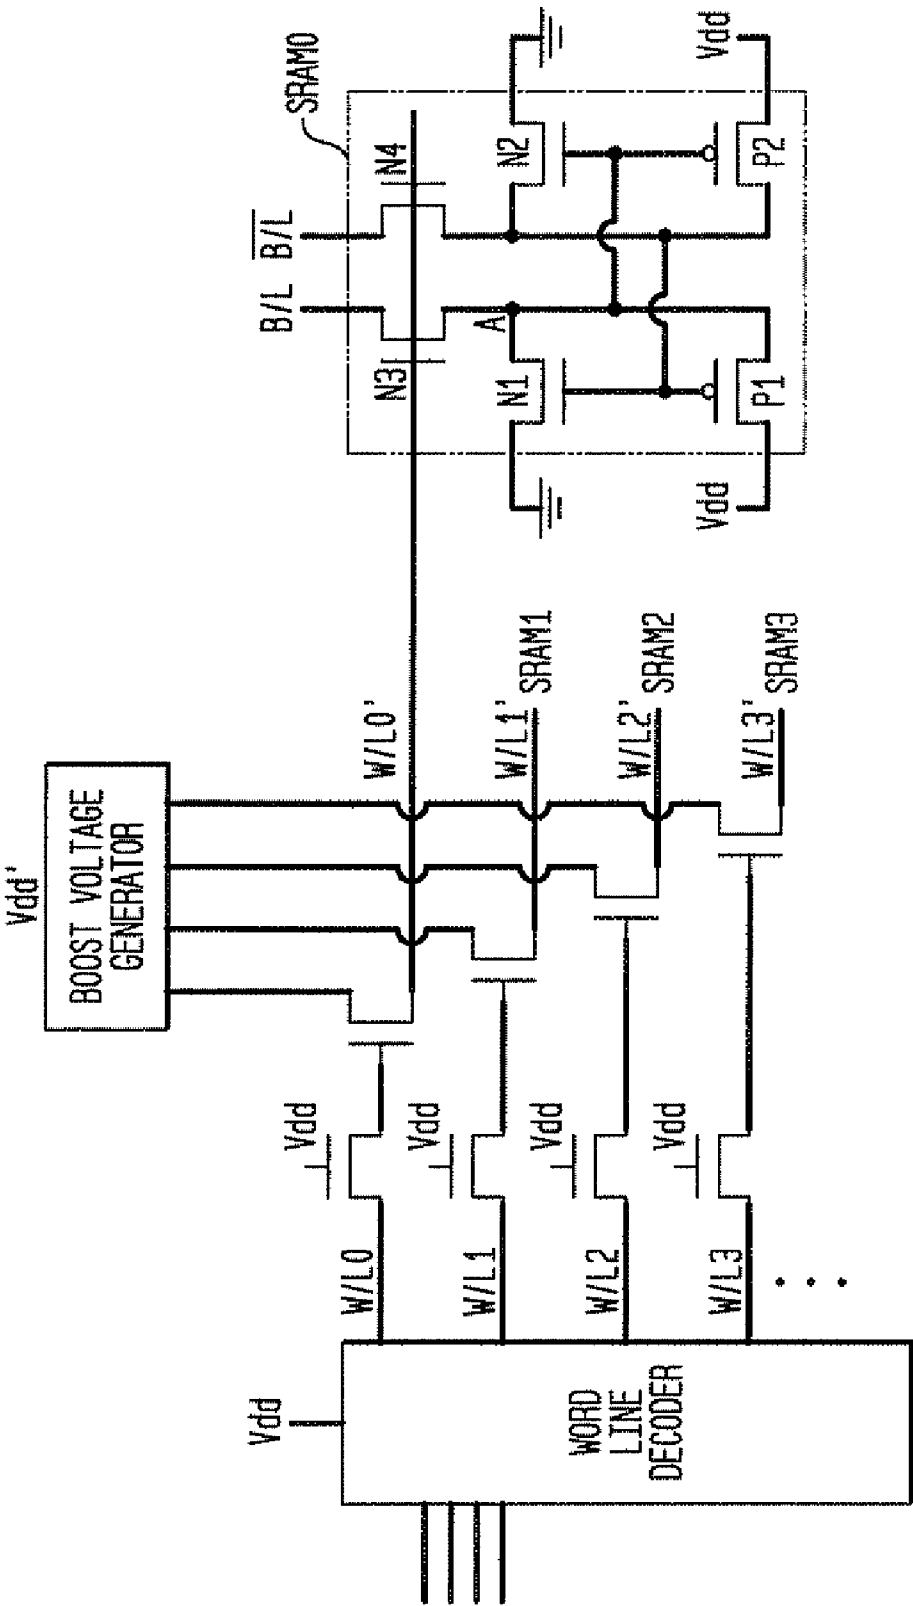 Vdd
WORD
LINE
DECODER
W/L0
W/L1
W/L2
W/L3
Vdd
Vdd
Vdd
Vdd
Vdd'
BOOST VOLTAGE
GENERATOR
W/L0'
W/L1'
SRAM1
W/L2'
SRAM2
W/L3'
SRAM3
SRAM0
B/L
B/L
N3
N4
A
N1
N2
P1
P2
Vdd
Vdd